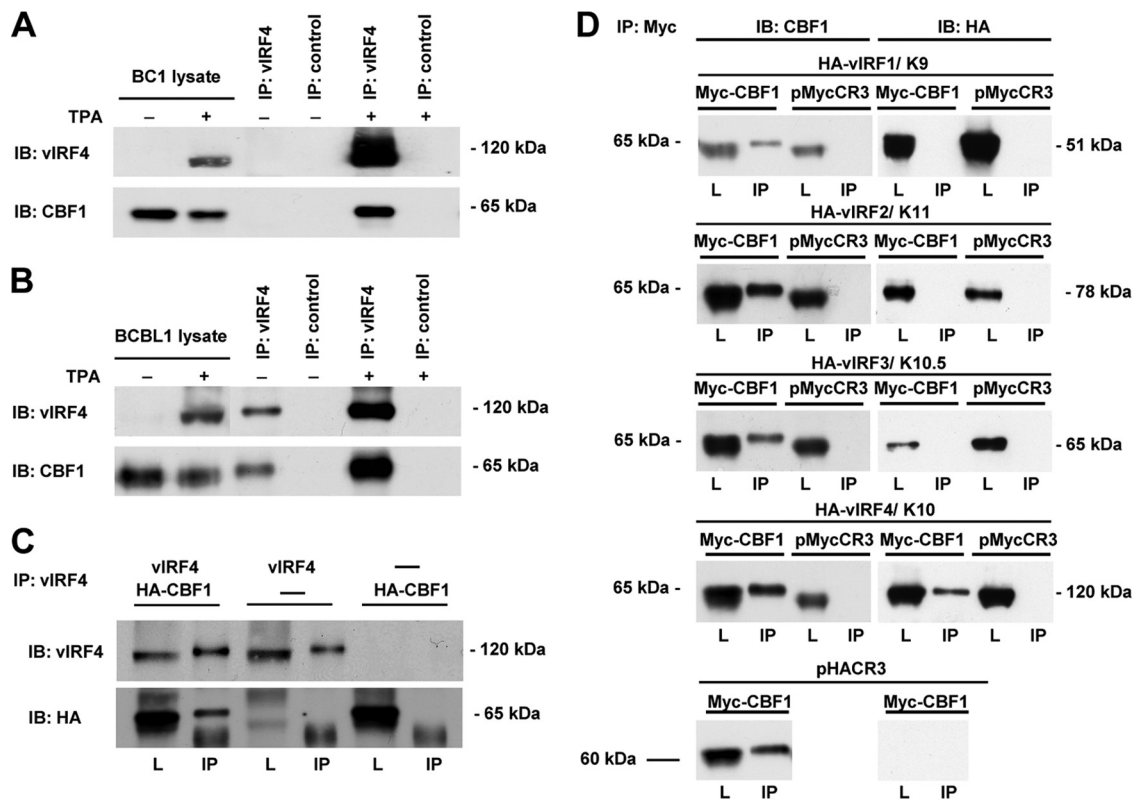 A
BC1 lysate
IP: vIRF4
IP: control
IP: vIRF4
IP: control
TPA – + – – + +
IB: vIRF4
- 120 kDa
IB: CBF1
- 65 kDa
B
BCBL1 lysate
IP: vIRF4
IP: control
IP: vIRF4
IP: control
TPA – + – – + +
IB: vIRF4
- 120 kDa
IB: CBF1
- 65 kDa
C
IP: vIRF4
vIRF4 vIRF4 —
HA-CBF1 — HA-CBF1
IB: vIRF4
- 120 kDa
IB: HA
- 65 kDa
L IP L IP L IP
D
IP: Myc IB: CBF1 IB: HA
HA-vIRF1/ K9
Myc-CBF1 pMycCR3 Myc-CBF1 pMycCR3
65 kDa - - 51 kDa
L IP L IP L IP L IP
HA-vIRF2/ K11
Myc-CBF1 pMycCR3 Myc-CBF1 pMycCR3
65 kDa - - 78 kDa
L IP L IP L IP L IP
HA-vIRF3/ K10.5
Myc-CBF1 pMycCR3 Myc-CBF1 pMycCR3
65 kDa - - 65 kDa
L IP L IP L IP L IP
HA-vIRF4/ K10
Myc-CBF1 pMycCR3 Myc-CBF1 pMycCR3
65 kDa - - 120 kDa
L IP L IP L IP L IP
pHACR3
Myc-CBF1 Myc-CBF1
60 kDa —
L IP L IP